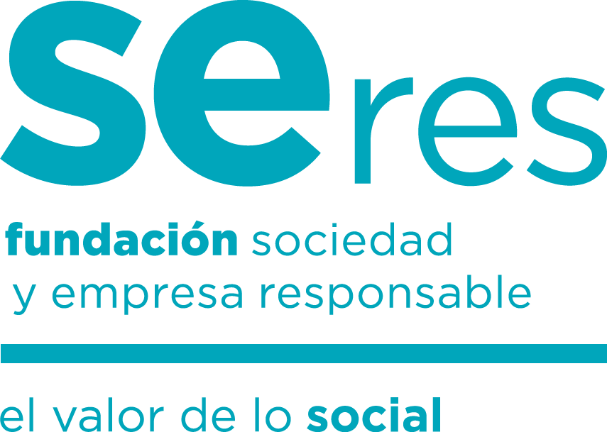 seres
fundación sociedad
y empresa responsable
el valor de lo social